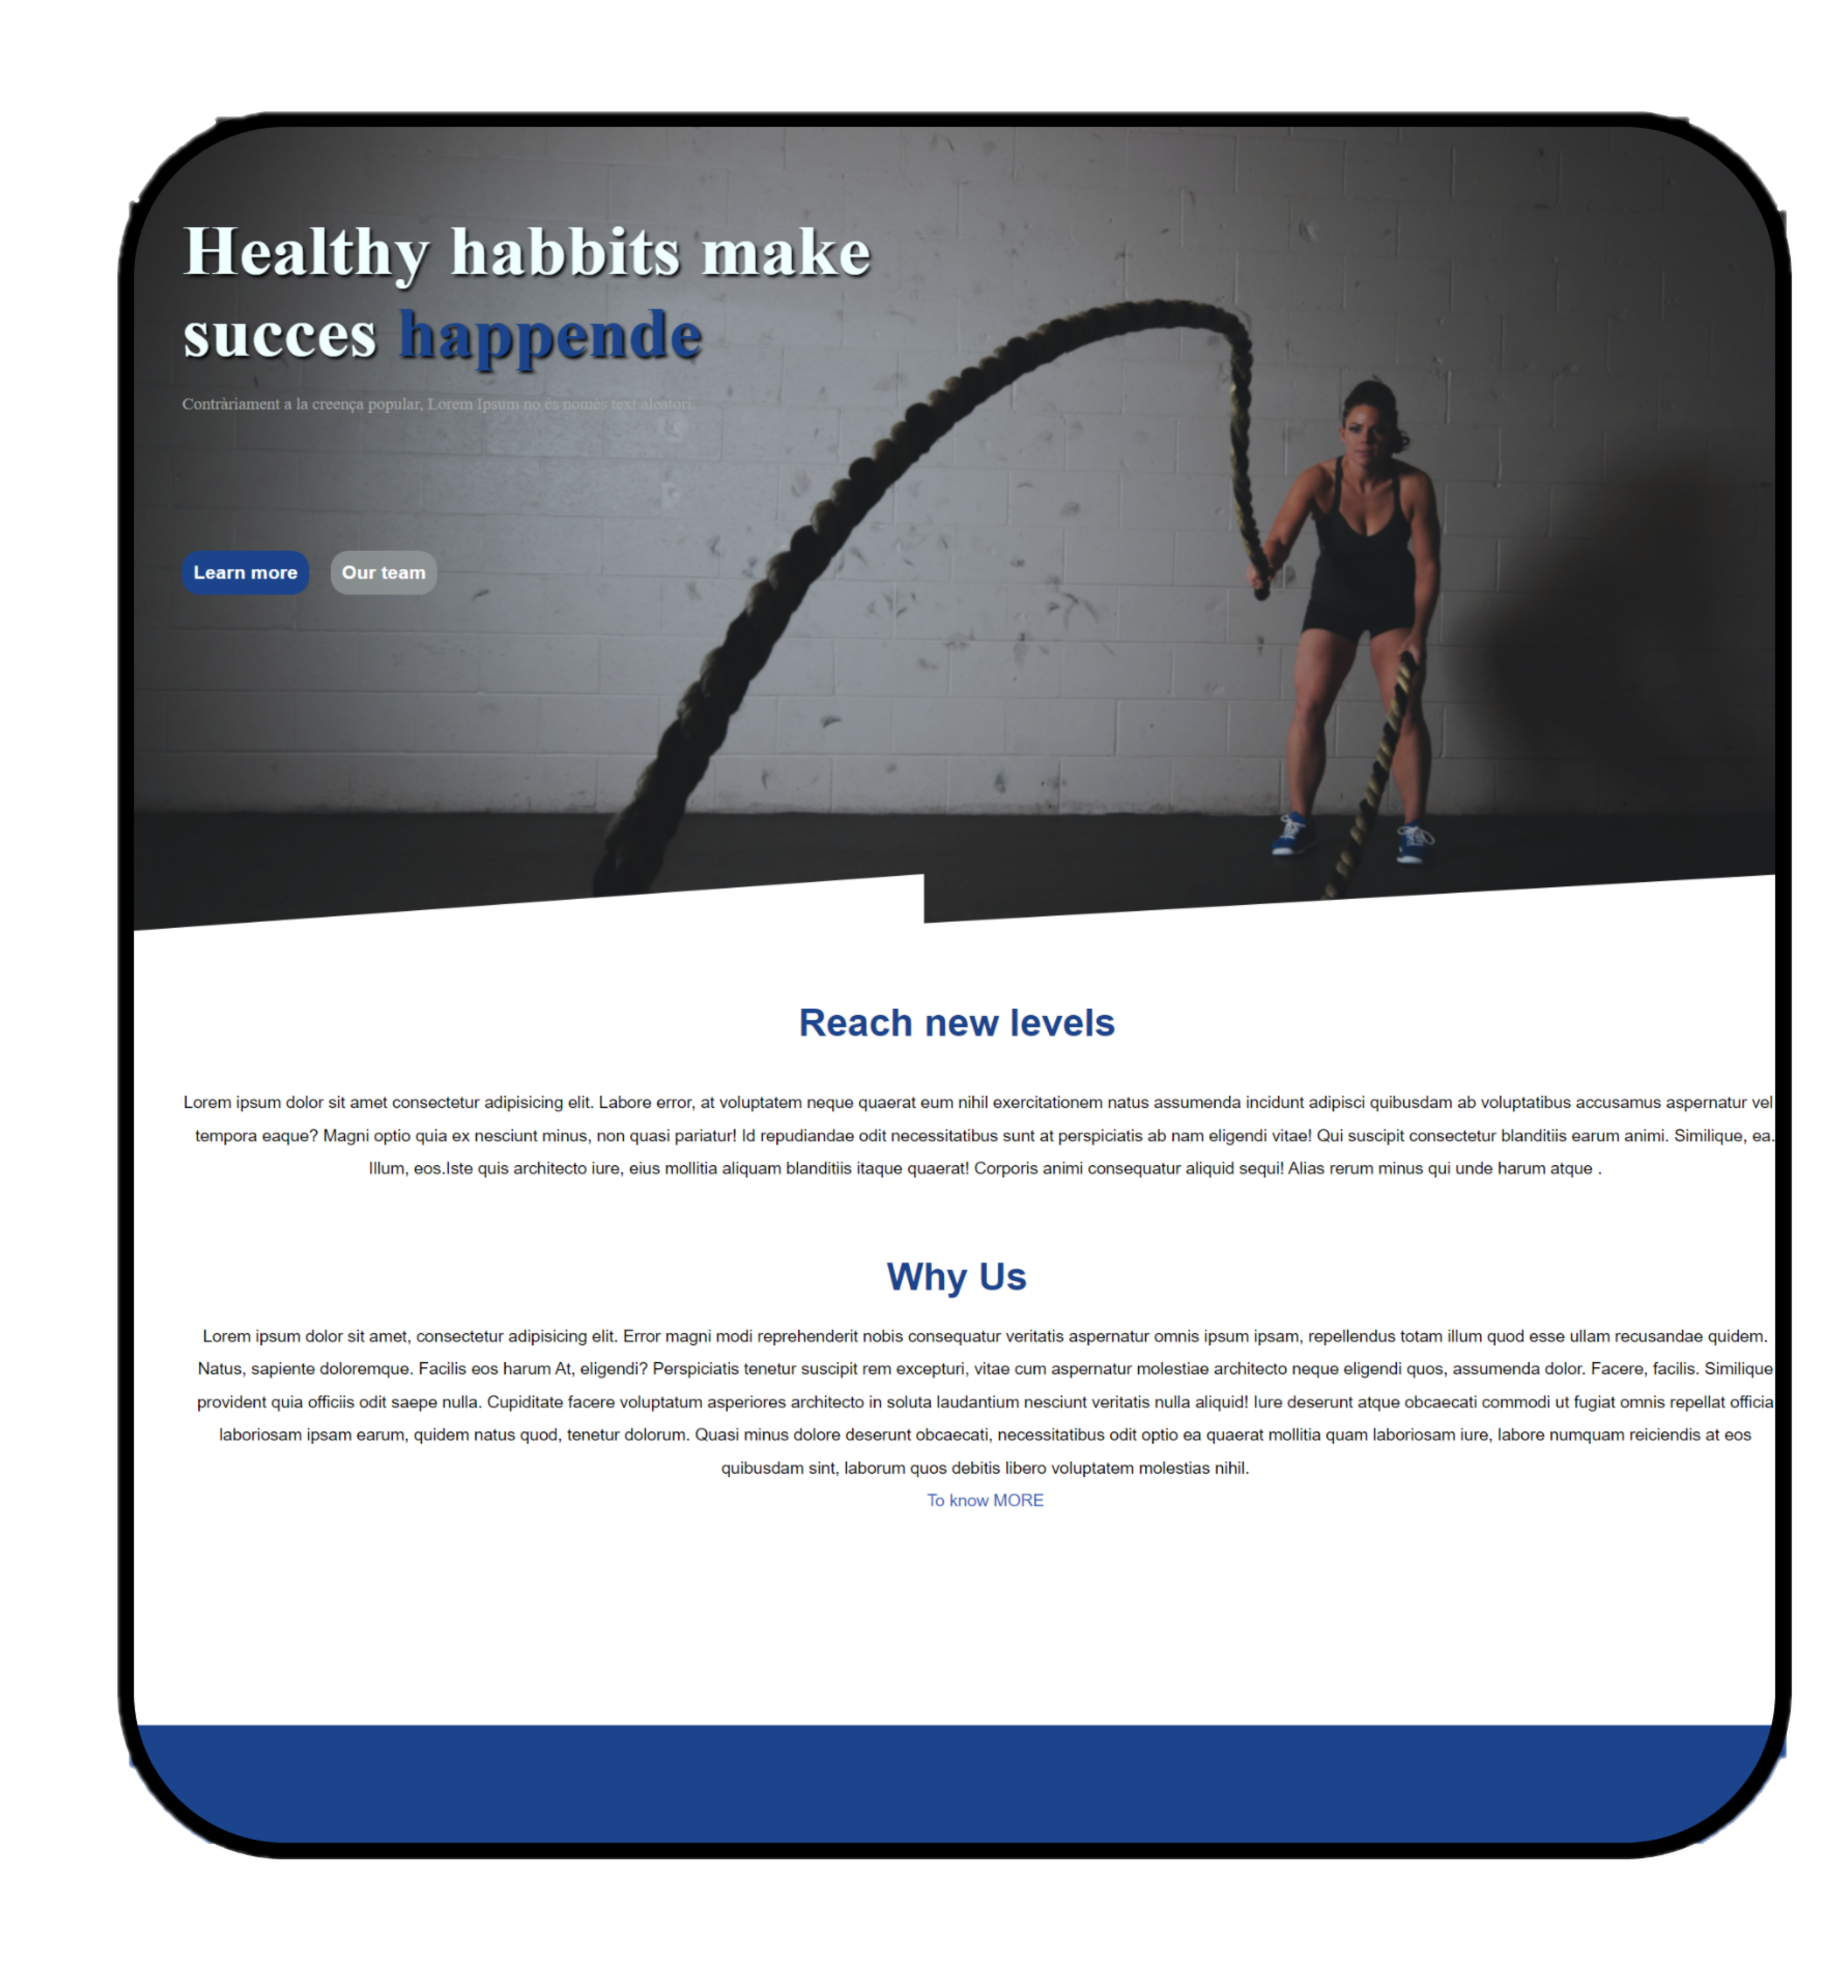 Healthy habbits make
succes happende
Contràriament a la creença popular, Lorem Ipsum no és només text aleatori.
Learn more
Our team
Reach new levels
Lorem ipsum dolor sit amet consectetur adipisicing elit. Labore error, at voluptatem neque quaerat eum nihil exercitationem natus assumenda incidunt adipisci quibusdam ab voluptatibus accusamus aspernatur vel
tempora eaque? Magni optio quia ex nesciunt minus, non quasi pariatur! Id repudiandae odit necessitatibus sunt at perspiciatis ab nam eligendi vitae! Qui suscipit consectetur blanditiis earum animi. Similique, ea.
Illum, eos.Iste quis architecto iure, eius mollitia aliquam blanditiis itaque quaerat! Corporis animi consequatur aliquid sequi! Alias rerum minus qui unde harum atque .
Why Us
Lorem ipsum dolor sit amet, consectetur adipisicing elit. Error magni modi reprehenderit nobis consequatur veritatis aspernatur omnis ipsum ipsam, repellendus totam illum quod esse ullam recusandae quidem.
Natus, sapiente doloremque. Facilis eos harum At, eligendi? Perspiciatis tenetur suscipit rem excepturi, vitae cum aspernatur molestiae architecto neque eligendi quos, assumenda dolor. Facere, facilis. Similique
provident quia officiis odit saepe nulla. Cupiditate facere voluptatum asperiores architecto in soluta laudantium nesciunt veritatis nulla aliquid! Iure deserunt atque obcaecati commodi ut fugiat omnis repellat officia
laboriosam ipsam earum, quidem natus quod, tenetur dolorum. Quasi minus dolore deserunt obcaecati, necessitatibus odit optio ea quaerat mollitia quam laboriosam iure, labore numquam reiciendis at eos
quibusdam sint, laborum quos debitis libero voluptatem molestias nihil.
To know MORE